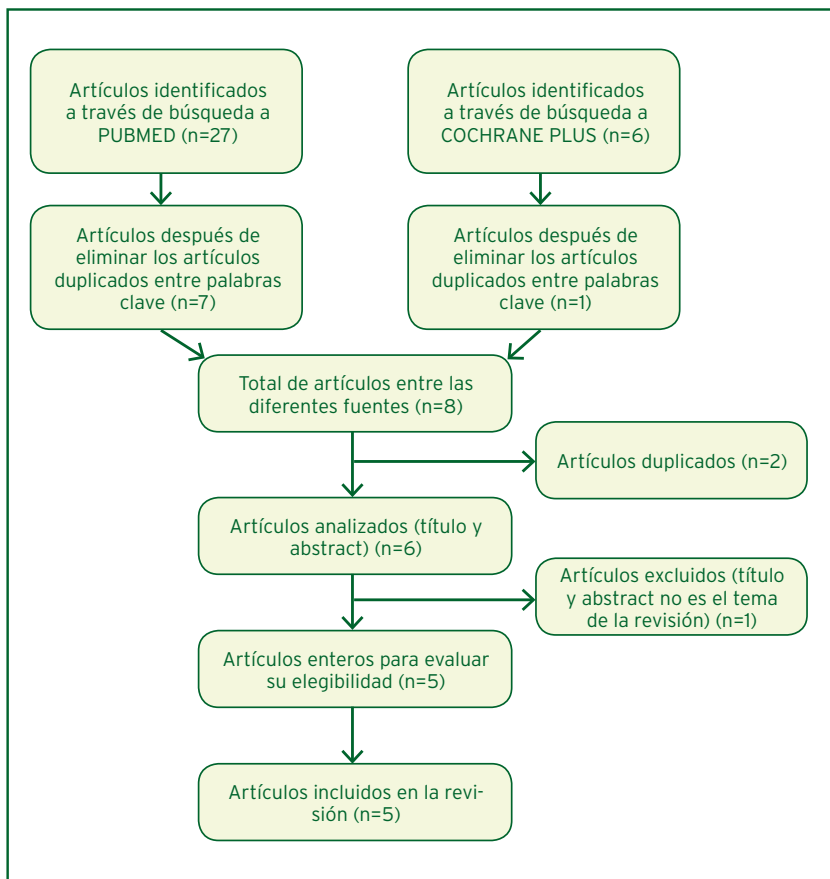 Artículos identificados
a través de búsqueda a
PUBMED (n=27)
Artículos identificados
a través de búsqueda a
COCHRANE PLUS (n=6)
Artículos después de
eliminar los artículos
duplicados entre palabras
clave (n=7)
Artículos después de
eliminar los artículos
duplicados entre palabras
clave (n=1)
Total de artículos entre las
diferentes fuentes (n=8)
Artículos duplicados (n=2)
Artículos analizados (título y
abstract) (n=6)
Artículos excluidos (título
y abstract no es el tema
de la revisión) (n=1)
Artículos enteros para evaluar
su elegibilidad (n=5)
Artículos incluidos en la revi-
sión (n=5)